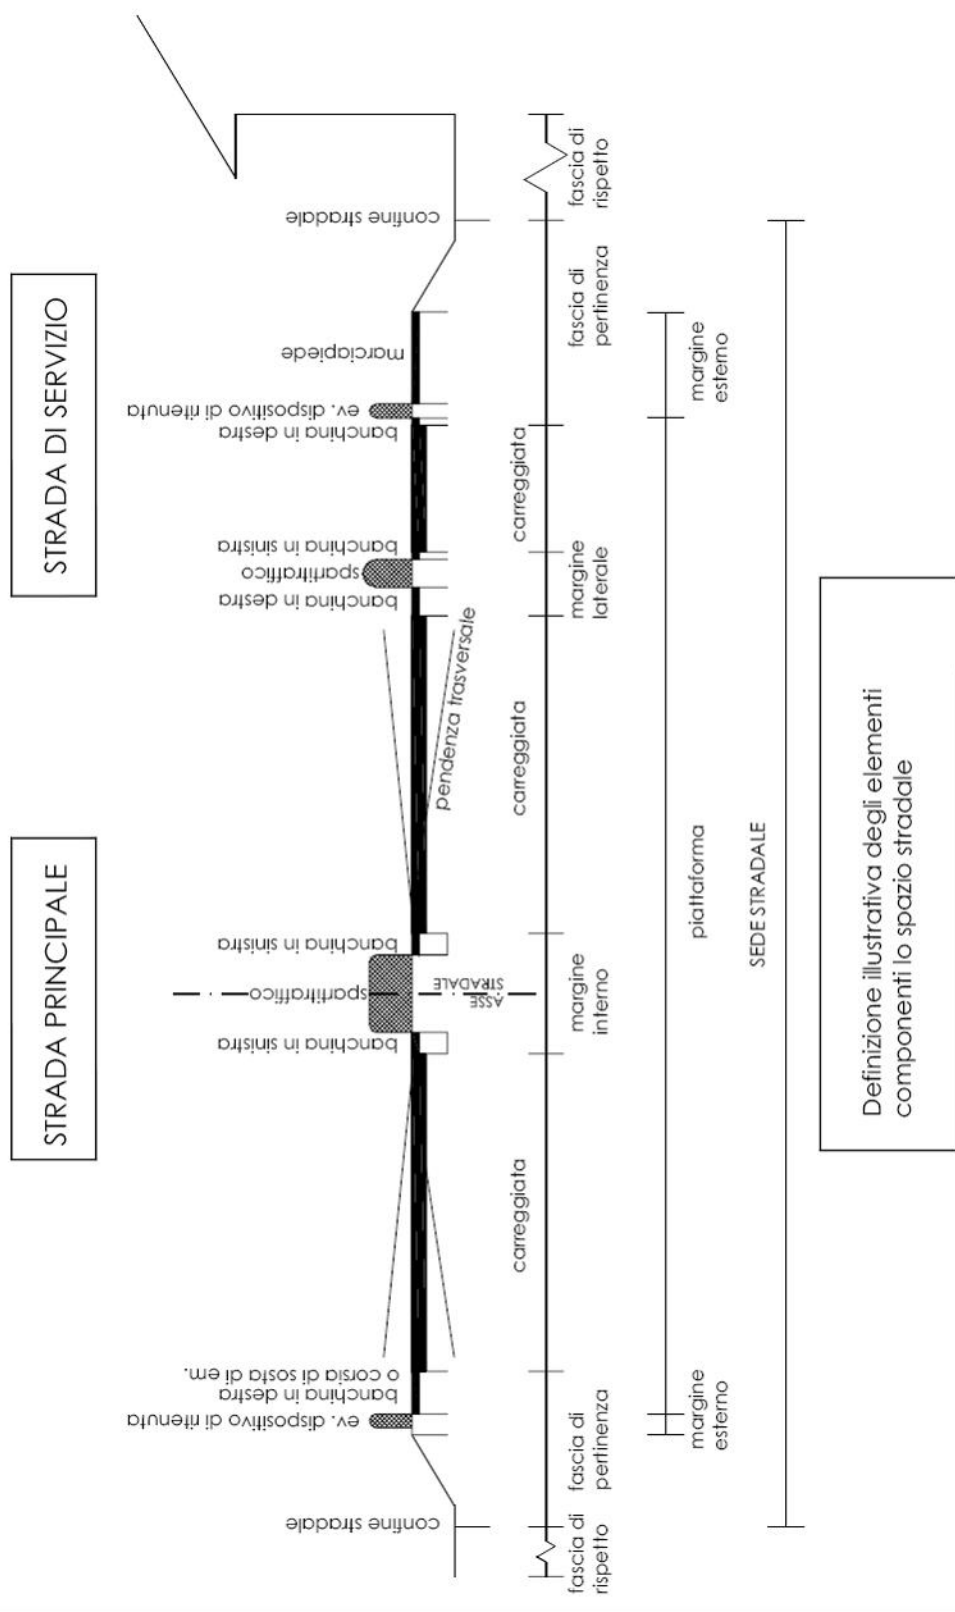 STRADA PRINCIPALE
STRADA DI SERVIZIO
confine stradale
ev. dispositivo di ritenuta
banchina in destra
o corsia di sosta di em.
banchina in sinistra
spartitraffico
banchina in sinistra
banchina in destra
spartitraffico
banchina in sinistra
banchina in destra
ev. dispositivo di ritenuta
marciapiede
confine stradale
ASSE
STRADALE
pendenza trasversale
carreggiata
carreggiata
carreggiata
fascia di
rispetto
fascia di
pertinenza
margine
interno
margine
laterale
fascia di
pertinenza
fascia di
rispetto
margine
esterno
piattaforma
margine
esterno
SEDE STRADALE
Definizione illustrativa degli elementi
componenti lo spazio stradale